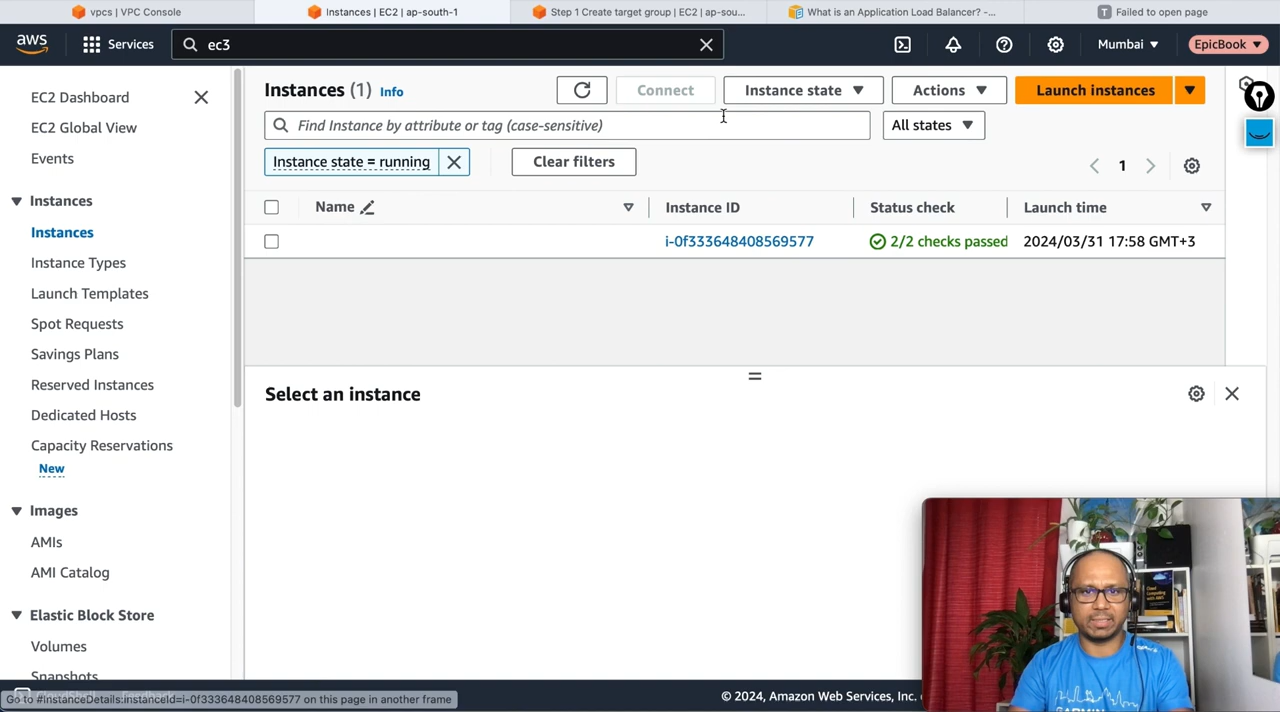 vpcs | VPC Console
Instances | EC2 | ap-south-1
Step 1 Create target group | EC2 | ap-sou...
What is an Application Load Balancer? -...
T Failed to open page
aws
Services
ec3
Mumbai
EpicBook
EC2 Dashboard
EC2 Global View
Events
Instances
Instances
Instance Types
Launch Templates
Spot Requests
Savings Plans
Reserved Instances
Dedicated Hosts
Capacity Reservations
New
Images
AMIs
AMI Catalog
Elastic Block Store
Volumes
Snapshots
Instances (1) Info
Connect
Instance state
Actions
Launch instances
Find Instance by attribute or tag (case-sensitive)
All states
Instance state = running
Clear filters
1
Name
Instance ID
Status check
Launch time
i-0f333648408569577
2/2 checks passed
2024/03/31 17:58 GMT+3
Select an instance
Go to #InstanceDetails:instanceId=i-0f333648408569577 on this page in another frame
© 2024, Amazon Web Services, Inc.